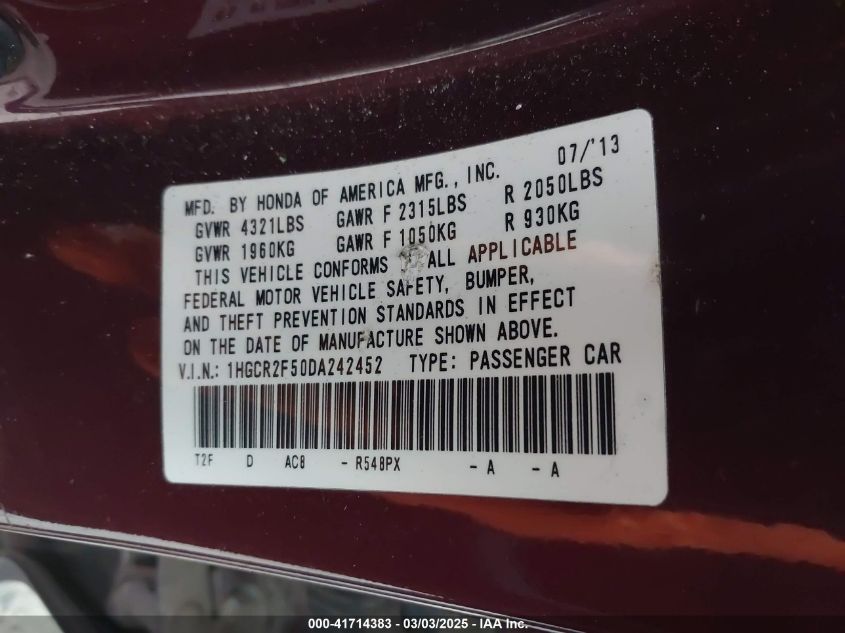 07/'13
MFD. BY HONDA OF AMERICA MFG., INC.
GVWR 4321LBS GAWR F 2315LBS R 2050LBS
GVWR 1960KG GAWR F 1050KG R 930KG
THIS VEHICLE CONFORMS ALL APPLICABLE
FEDERAL MOTOR VEHICLE SAFETY, BUMPER,
AND THEFT PREVENTION STANDARDS IN EFFECT
ON THE DATE OF MANUFACTURE SHOWN ABOVE.
V.I.N.: 1HGCR2F50DA242452 TYPE: PASSENGER CAR
T2F D AC8 - R548PX - A - A
000-41714383 - 03/03/2025 - IAA Inc.